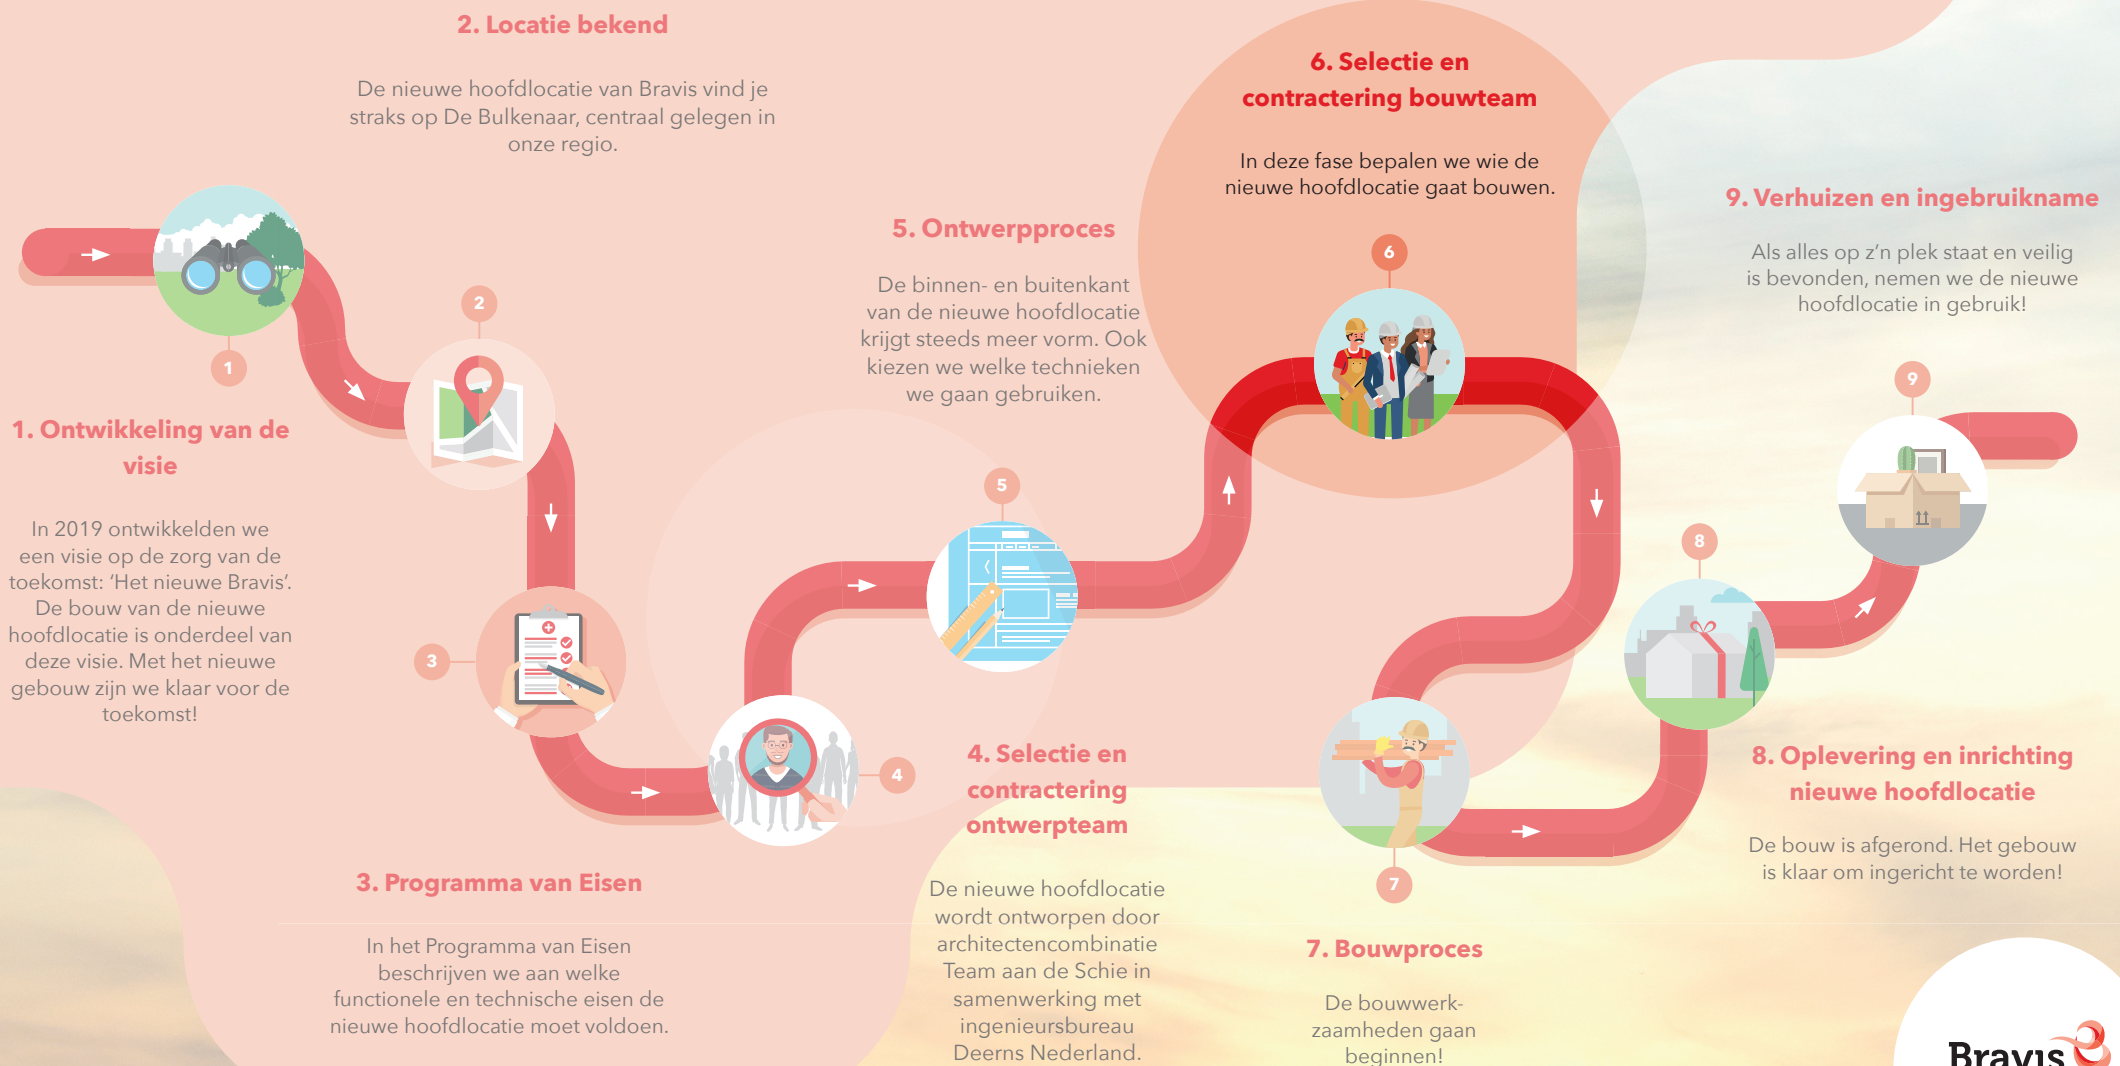 2. Locatie bekend
De nieuwe hoofdlocatie van Bravis vind je
straks op De Bulkenaar, centraal gelegen in
onze regio.
1
1. Ontwikkeling van de
visie
In 2019 ontwikkelden we
een visie op de zorg van de
toekomst: ‘Het nieuwe Bravis’.
De bouw van de nieuwe
hoofdlocatie is onderdeel van
deze visie. Met het nieuwe
gebouw zijn we klaar voor de
toekomst!
2
3
3. Programma van Eisen
In het Programma van Eisen
beschrijven we aan welke
functionele en technische eisen de
nieuwe hoofdlocatie moet voldoen.
4
4. Selectie en
contractering
ontwerpteam
De nieuwe hoofdlocatie
wordt ontworpen door
architectencombinatie
Team aan de Schie in
samenwerking met
ingenieursbureau
Deerns Nederland.
5. Ontwerpproces
De binnen- en buitenkant
van de nieuwe hoofdlocatie
krijgt steeds meer vorm. Ook
kiezen we welke technieken
we gaan gebruiken.
5
6. Selectie en
contractering bouwteam
In deze fase bepalen we wie de
nieuwe hoofdlocatie gaat bouwen.
6
7
7. Bouwproces
De bouwwerk-
zaamheden gaan
beginnen!
8
8. Oplevering en inrichting
nieuwe hoofdlocatie
De bouw is afgerond. Het gebouw
is klaar om ingericht te worden!
9. Verhuizen en ingebruikname
Als alles op z’n plek staat en veilig
is bevonden, nemen we de nieuwe
hoofdlocatie in gebruik!
9
Bravis